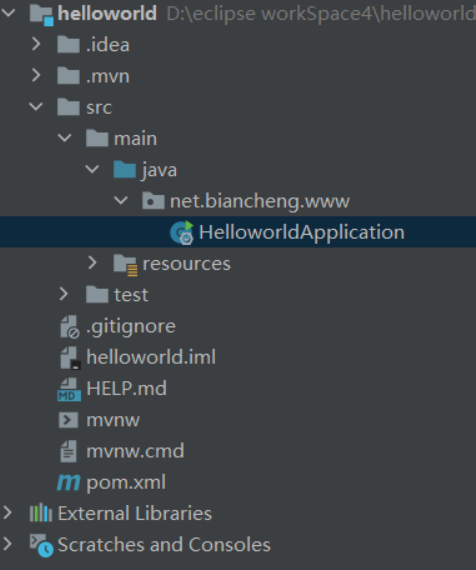 helloworld D:\eclipse workSpace4\helloworld
.idea
.mvn
src
main
java
net.biancheng.www
HelloworldApplication
resources
test
.gitignore
helloworld.iml
MD HELP.md
mvnw
mvnw.cmd
m pom.xml
External Libraries
Scratches and Consoles